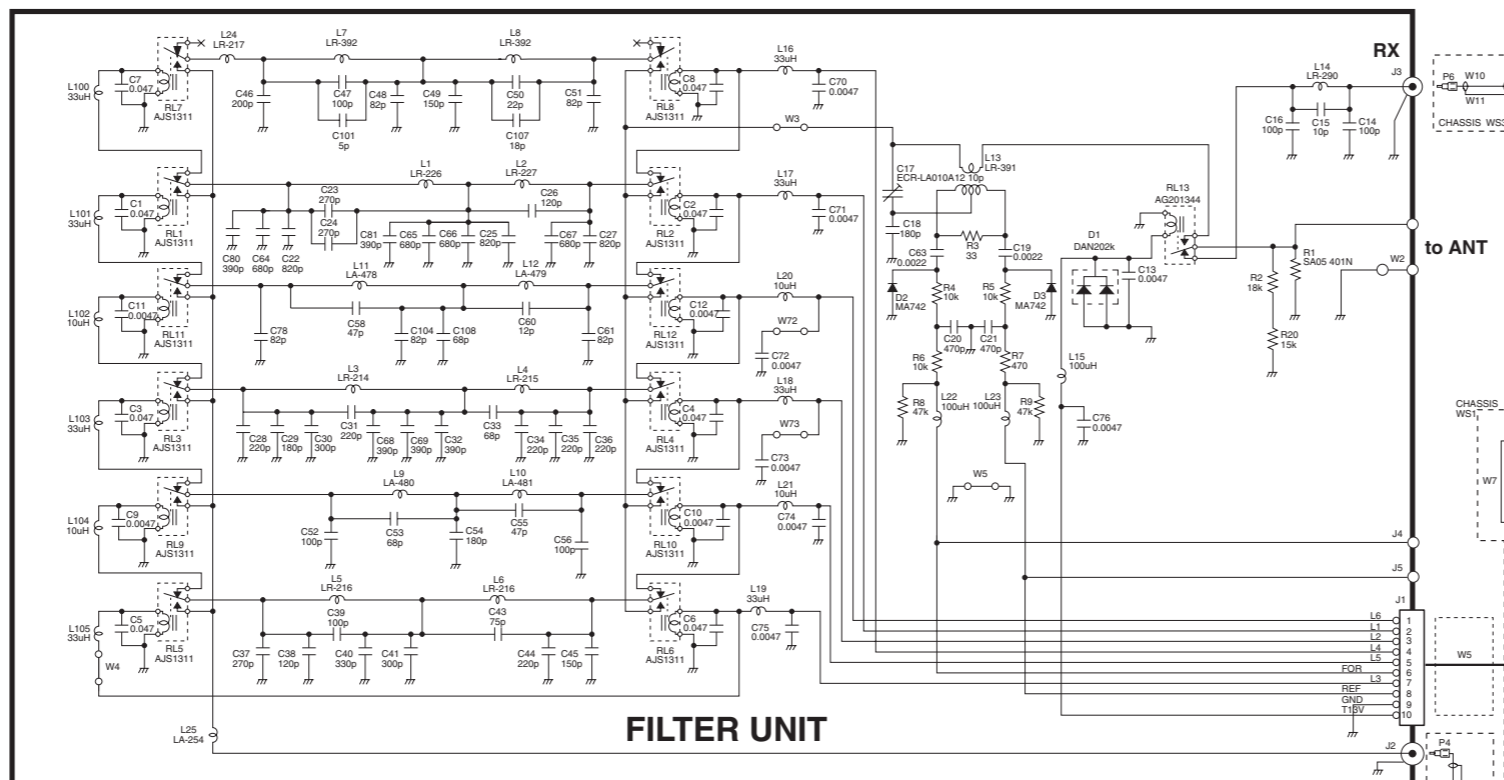 L24
LR-217
L7
LR-392
L8
LR-392
L16
33uH
RX
J3
P6
W10
W11
CHASSIS WS3
L14
LR-290
C16
100p
C15
10p
C14
100p
L100
33uH
C7
0.047
RL7
AJS1311
C46
200p
C47
100p
C101
5p
C48
82p
C49
150p
C50
22p
C107
18p
C51
82p
C8
0.047
RL8
AJS1311
C70
0.0047
W3
L1
LR-226
L2
LR-227
L17
33uH
C17
ECR-LA010A12 10p
L13
LR-391
RL13
AG201344
L101
33uH
C1
0.047
RL1
AJS1311
C80
390p
C64
680p
C22
820p
C23
270p
C24
270p
C81
390p
C65
680p
C66
680p
C25
820p
C26
120p
C67
680p
C27
820p
C2
0.047
RL2
AJS1311
C71
0.0047
C18
180p
C63
0.0022
R3
33
C19
0.0022
D1
DAN202k
C13
0.0047
R2
18k
R1
SA05 401N
R20
15k
to ANT
W2
L11
LA-478
L12
LA-479
L20
10uH
L102
10uH
C11
0.0047
RL11
AJS1311
C78
82p
C58
47p
C104
82p
C108
68p
C60
12p
C61
82p
C12
0.0047
RL12
AJS1311
W72
C72
0.0047
D2
MA742
R4
10k
R5
10k
D3
MA742
C20
470p
C21
470p
R6
10k
R7
470
L15
100uH
L3
LR-214
L4
LR-215
L18
33uH
L103
33uH
C3
0.047
RL3
AJS1311
C28
220p
C29
180p
C30
300p
C31
220p
C68
390p
C69
390p
C32
390p
C33
68p
C34
220p
C35
220p
C36
220p
C4
0.047
RL4
AJS1311
W73
C73
0.0047
R8
47k
L22
100uH
L23
100uH
R9
47k
C76
0.0047
CHASSIS
WS1
W7
L9
LA-480
L10
LA-481
L21
10uH
W5
L104
10uH
C9
0.0047
RL9
AJS1311
C52
100p
C53
68p
C54
180p
C55
47p
C56
100p
C10
0.0047
RL10
AJS1311
C74
0.0047
J4
J5
L5
LR-216
L6
LR-216
L19
33uH
L105
33uH
C5
0.047
RL5
AJS1311
C37
270p
C38
120p
C39
100p
C40
330p
C41
300p
C43
75p
C44
220p
C45
150p
C6
0.047
RL6
AJS1311
C75
0.0047
W4
J1
L6 1
L1 2
L2 3
L4 4
L5 5
FOR 6
L3 7
REF 8
GND 9
T13V 10
W5
FILTER UNIT
L25
LA-254
J2
P4